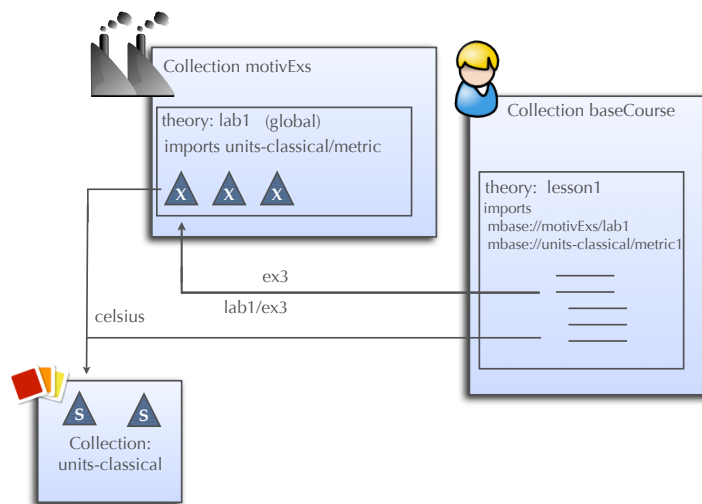 Collection motivExs
theory: lab1 (global)
imports units-classical/metric
X X X
Collection baseCourse
theory: lesson1
imports
mbase://motivExs/lab1
mbase://units-classical/metric1
ex3
lab1/ex3
celsius
S S
Collection:
units-classical